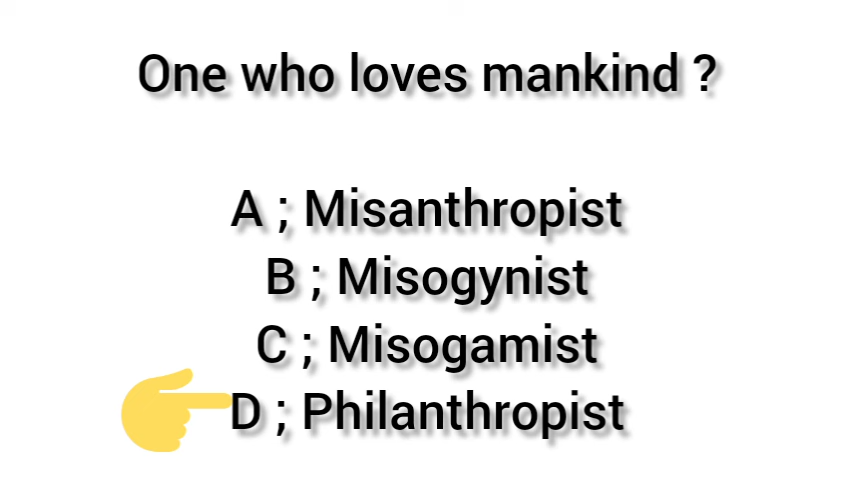 One who loves mankind ?
A ; Misanthropist
B ; Misogynist
C ; Misogamist
D ; Philanthropist